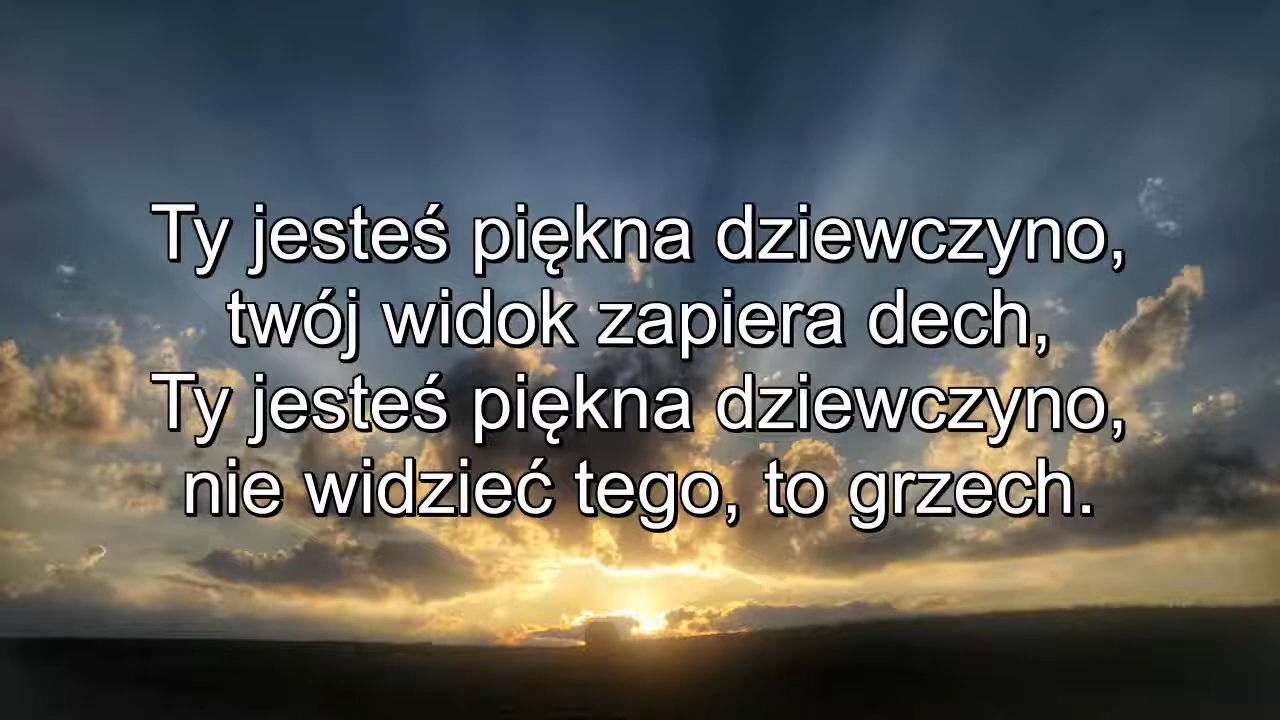 Ty jesteś piękna dziewczyno,
twój widok zapiera dech,
Ty jesteś piękna dziewczyno,
nie widzieć tego, to grzech.